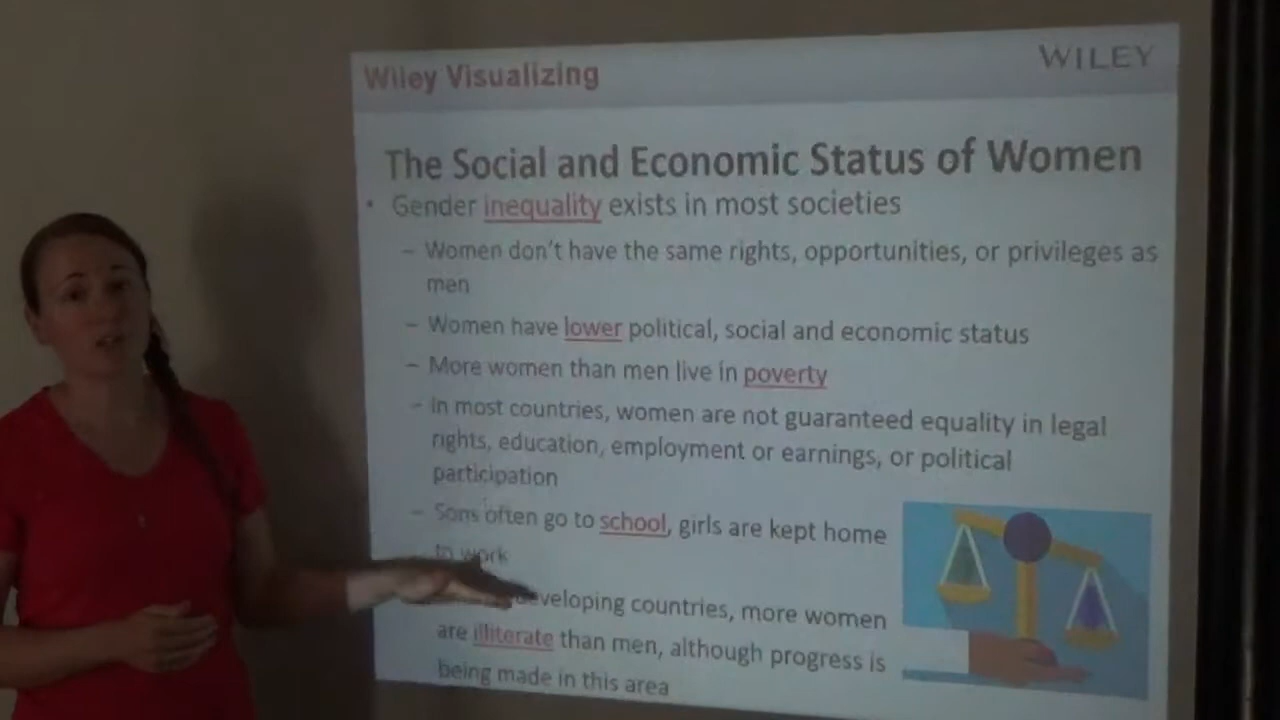 Wiley Visualizing
WILEY
The Social and Economic Status of Women
• Gender inequality exists in most societies
– Women don't have the same rights, opportunities, or privileges as
men
– Women have lower political, social and economic status
– More women than men live in poverty
– In most countries, women are not guaranteed equality in legal
rights, education, employment or earnings, or political
participation
– Sons often go to school, girls are kept home
to work
developing countries, more women
are illiterate than men, although progress is
being made in this area